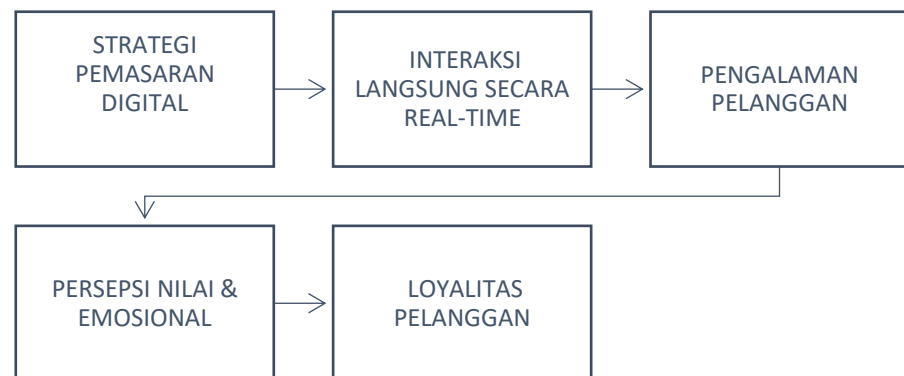 STRATEGI
PEMASARAN
DIGITAL
INTERAKSI
LANGSUNG SECARA
REAL-TIME
PENGALAMAN
PELANGGAN
PERSEPSI NILAI &
EMOSIONAL
LOYALITAS
PELANGGAN